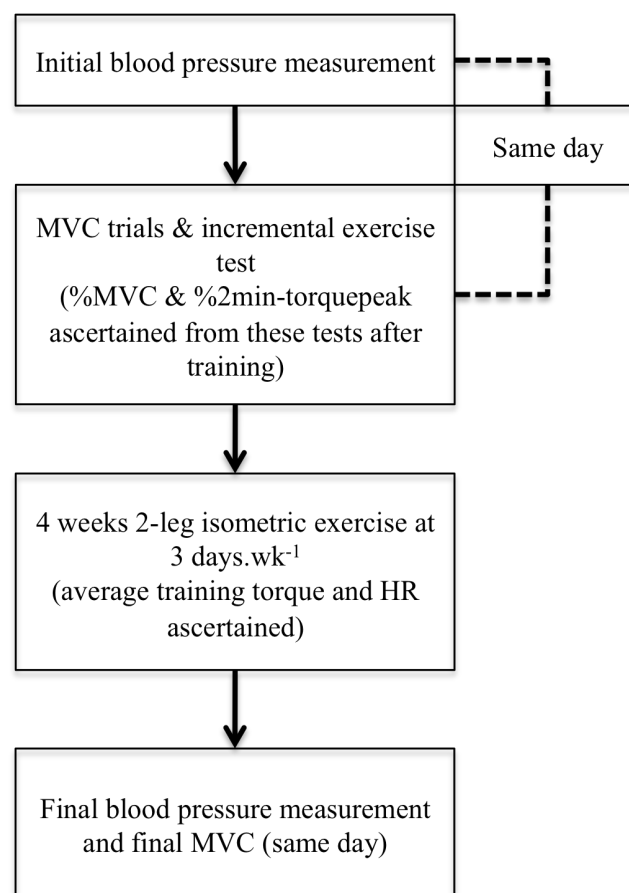 Initial blood pressure measurement
Same day
MVC trials & incremental exercise
test
(%MVC & %2min-torquepeak
ascertained from these tests after
training)
4 weeks 2-leg isometric exercise at
3 days.wk⁻¹
(average training torque and HR
ascertained)
Final blood pressure measurement
and final MVC (same day)